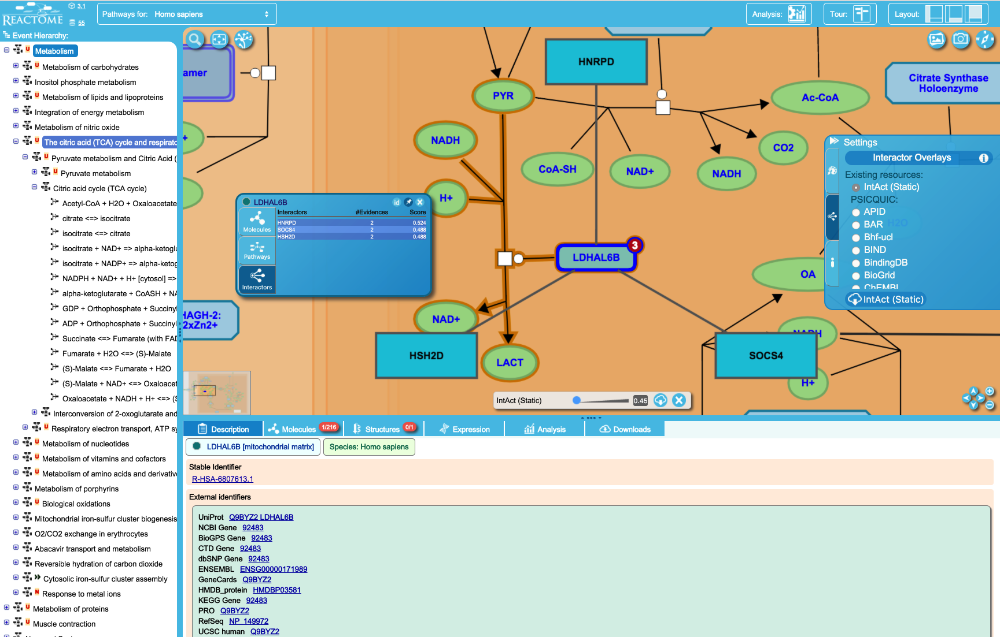 REACTOME
3.1
55
Pathways for: Homo sapiens
Analysis:
Tour:
Layout:
Event Hierarchy:
Metabolism
Metabolism of carbohydrates
Inositol phosphate metabolism
Metabolism of lipids and lipoproteins
Integration of energy metabolism
Metabolism of nitric oxide
The citric acid (TCA) cycle and respirato
Pyruvate metabolism and Citric Acid (
Pyruvate metabolism
Citric acid cycle (TCA cycle)
Acetyl-CoA + H2O + Oxaloacetate
citrate <=> isocitrate
isocitrate <=> citrate
isocitrate + NAD+ => alpha-ketoglu
isocitrate + NADP+ => alpha-ketog
NADPH + NAD+ + H+ [cytosol] =>
alpha-ketoglutarate + CoASH + NA
GDP + Orthophosphate + Succinyl
ADP + Orthophosphate + Succinyl
Succinate <=> Fumarate (with FAD
Fumarate + H2O <=> (S)-Malate
(S)-Malate <=> Fumarate + H2O
(S)-Malate + NAD+ <=> Oxaloacet
Oxaloacetate + NADH + H+ <=> (S
Interconversion of 2-oxoglutarate and
Respiratory electron transport, ATP sy
Metabolism of nucleotides
Metabolism of vitamins and cofactors
Metabolism of amino acids and derivative
Metabolism of porphyrins
Biological oxidations
Mitochondrial iron-sulfur cluster biogenesis
O2/CO2 exchange in erythrocytes
Abacavir transport and metabolism
Reversible hydration of carbon dioxide
Cytosolic iron-sulfur cluster assembly
Response to metal ions
Metabolism of proteins
Muscle contraction
amer
+
HAGH-2:
2xZn2+
HNRPD
PYR
NADH
H+
CoA-SH
NAD+
NADH
CO2
Ac-CoA
Citrate Synthase
Holoenzyme
LDHAL6B
3
OA
H2O
NAD+
HSH2D
LACT
NADH
SOCS4
H+
LDHAL6B
id
Molecules
Pathways
Interactors
Interactors #Evidences Score
HNRPD 2 0.524
SOCS4 2 0.488
HSH2D 2 0.488
Settings
Interactor Overlays
Existing resources:
IntAct (Static)
PSICQUIC:
APID
BAR
Bhf-ucl
BIND
BindingDB
BioGrid
ChEMBL
IntAct (Static)
IntAct (Static) 0.45
Description
Molecules 1/216
Structures 0/1
Expression
Analysis
Downloads
LDHAL6B [mitochondrial matrix]
Species: Homo sapiens
Stable Identifier
R-HSA-6807613.1
External identifiers
UniProt Q9BYZ2 LDHAL6B
NCBI Gene 92483
BioGPS Gene 92483
CTD Gene 92483
dbSNP Gene 92483
ENSEMBL ENSG00000171989
GeneCards Q9BYZ2
HMDB_protein HMDBP03581
KEGG Gene 92483
PRO Q9BYZ2
RefSeq NP_149972
UCSC human Q9BYZ2